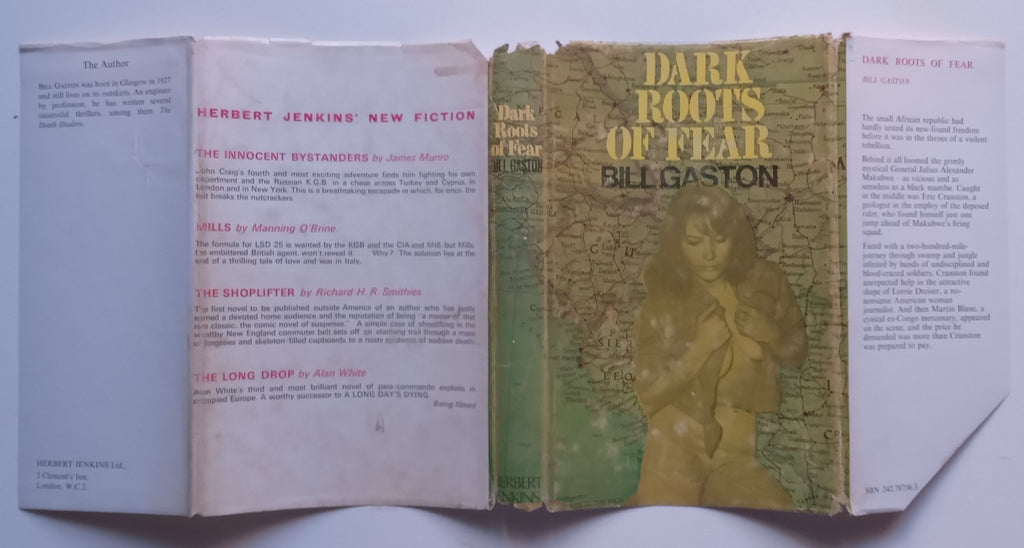 The Author
BILL GASTON was born in Glasgow in 1927
and still lives on its outskirts. An engineer
by profession, he has written several
successful thrillers, among them The
Death Dealers.
HERBERT JENKINS Ltd.,
2 Clement's Inn,
London, W.C.2
HERBERT JENKINS' NEW FICTION
THE INNOCENT BYSTANDERS by James Munro
John Craig's fourth and most exciting adventure finds him fighting his own
department and the Russian K.G.B. in a chase across Turkey and Cyprus, in
London and in New York. This is a breathtaking escapade in which, for once, the
nut breaks the nutcrackers.
MILLS by Manning O'Brine
The formula for LSD 25 is wanted by the KGB and the CIA and MI6 but Mills,
the embittered British agent, won't reveal it . . . Why? The solution lies at the
end of a thrilling tale of love and war in Italy.
THE SHOPLIFTER by Richard H. R. Smithies
The first novel to be published outside America of an author who has justly
earned a devoted home audience and the reputation of being "a master of that
rare classic, the comic novel of suspense." A simple case of shoplifting in the
wealthy New England commuter belt sets off an alarming trail through a maze
of forgeries and skeleton-filled cupboards to a nasty epidemic of sudden death.
THE LONG DROP by Alan White
Alan White's third and most brilliant novel of para-commando exploits in
occupied Europe. A worthy successor to A LONG DAY'S DYING.
Being filmed
Dark
Roots
of Fear
BILL GASTON
HERBERT
JENKINS
DARK
ROOTS
OF FEAR
BILL GASTON
DARK ROOTS OF FEAR
BILL GASTON
The small African republic had
hardly tested its new-found freedom
before it was in the throes of a violent
rebellion.
Behind it all loomed the grimly
mystical General Julius Alexander
Makubwe – as vicious and as
senseless as a black mamba. Caught
in the middle was Eric Cranston, a
geologist in the employ of the deposed
ruler, who found himself just one
jump ahead of Makubwe's firing
squad.
Faced with a two-hundred-mile-
journey through swamp and jungle
infested by bands of undisciplined and
blood-crazed soldiers, Cranston found
unexpected help in the attractive
shape of Lorrie Dreiser, a no-
nonsense American woman
journalist. And then Martin Blene, a
cynical ex-Congo mercenary, appeared
on the scene, and the price he
demanded was more than Cranston
was prepared to pay.